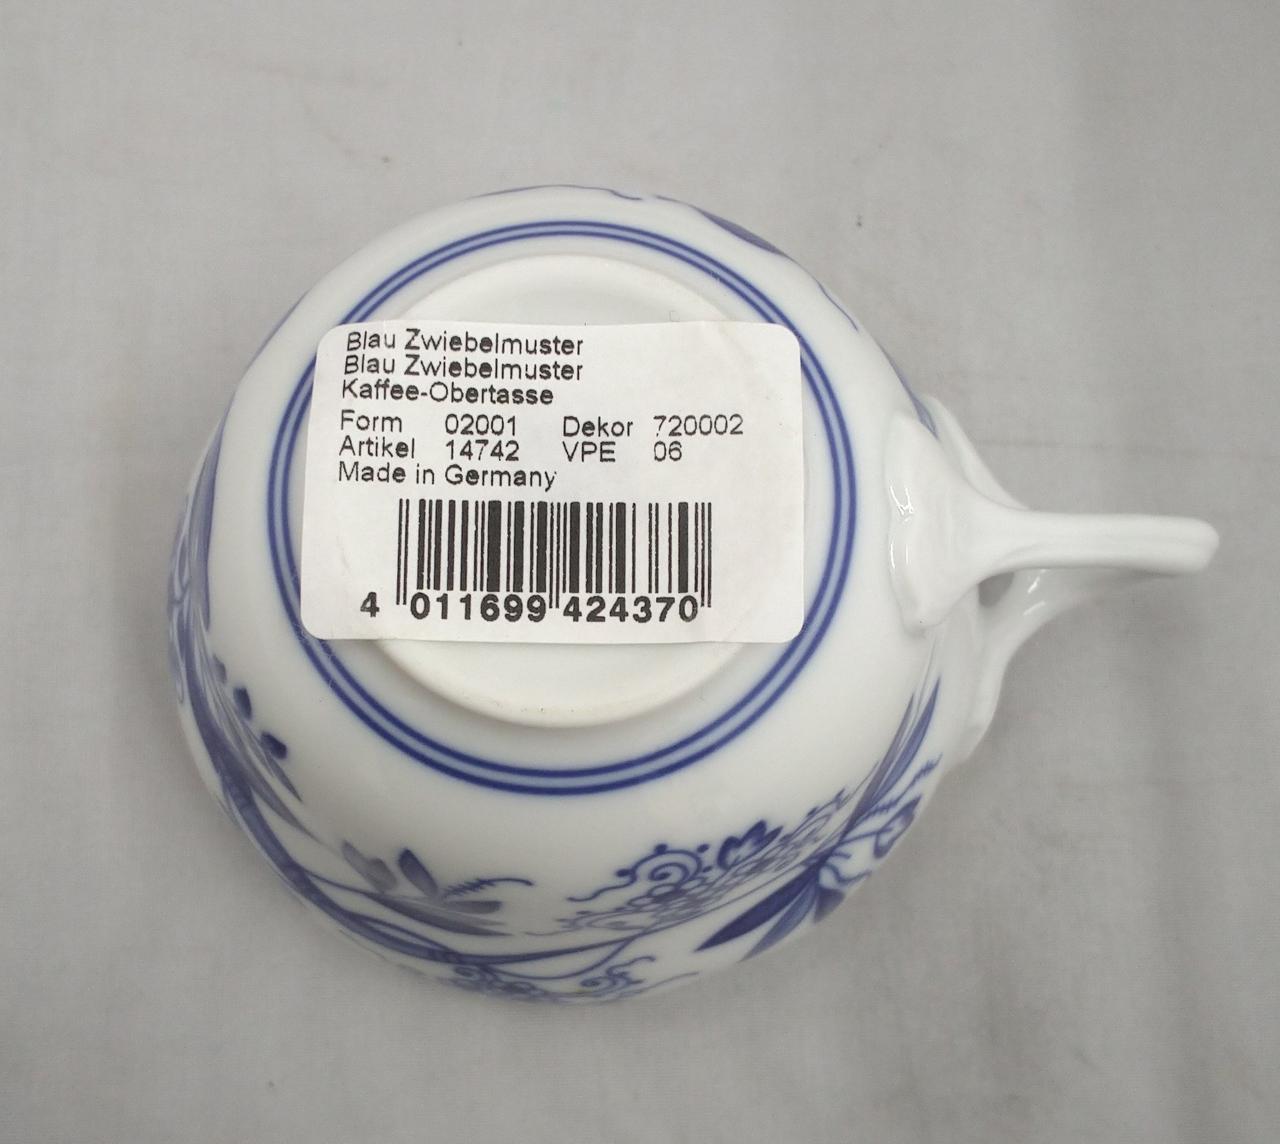 Blau Zwiebelmuster
Blau Zwiebelmuster
Kaffee-Obertasse
Form 02001 Dekor 720002
Artikel 14742 VPE 06
Made in Germany
4 011699 424370